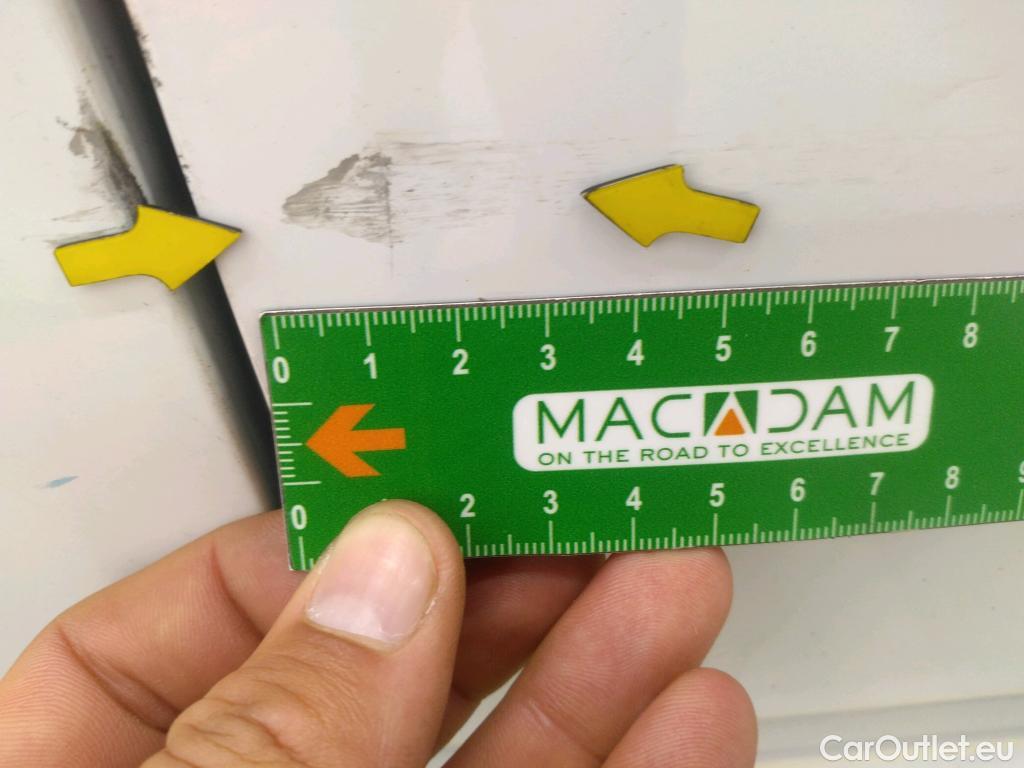 0 1 2 3 4 5 6 7 8
MACADAM
ON THE ROAD TO EXCELLENCE
0 2 3 4 5 6 7 8 9
CarOutlet.eu